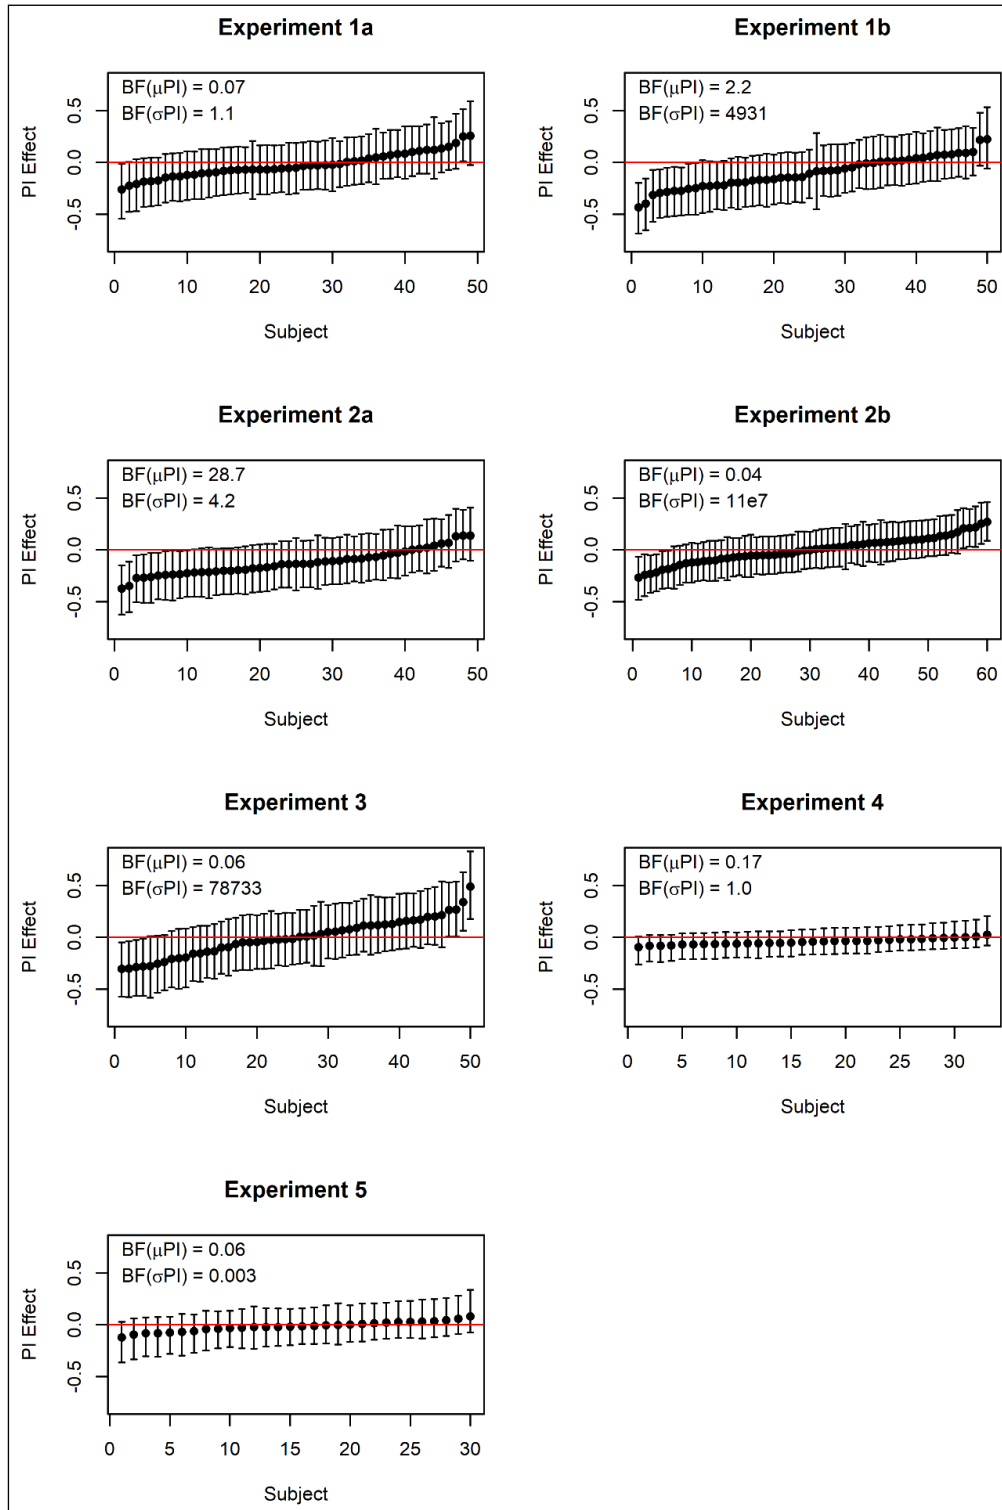 Experiment 1a
BF(μPI) = 0.07
BF(σPI) = 1.1
PI Effect
0.5
0.0
-0.5
0 10 20 30 40 50
Subject
Experiment 1b
BF(μPI) = 2.2
BF(σPI) = 4931
PI Effect
0.5
0.0
-0.5
0 10 20 30 40 50
Subject
Experiment 2a
BF(μPI) = 28.7
BF(σPI) = 4.2
PI Effect
0.5
0.0
-0.5
0 10 20 30 40 50
Subject
Experiment 2b
BF(μPI) = 0.04
BF(σPI) = 11e7
PI Effect
0.5
0.0
-0.5
0 10 20 30 40 50 60
Subject
Experiment 3
BF(μPI) = 0.06
BF(σPI) = 78733
PI Effect
0.5
0.0
-0.5
0 10 20 30 40 50
Subject
Experiment 4
BF(μPI) = 0.17
BF(σPI) = 1.0
PI Effect
0.5
0.0
-0.5
0 5 10 15 20 25 30
Subject
Experiment 5
BF(μPI) = 0.06
BF(σPI) = 0.003
PI Effect
0.5
0.0
-0.5
0 5 10 15 20 25 30
Subject